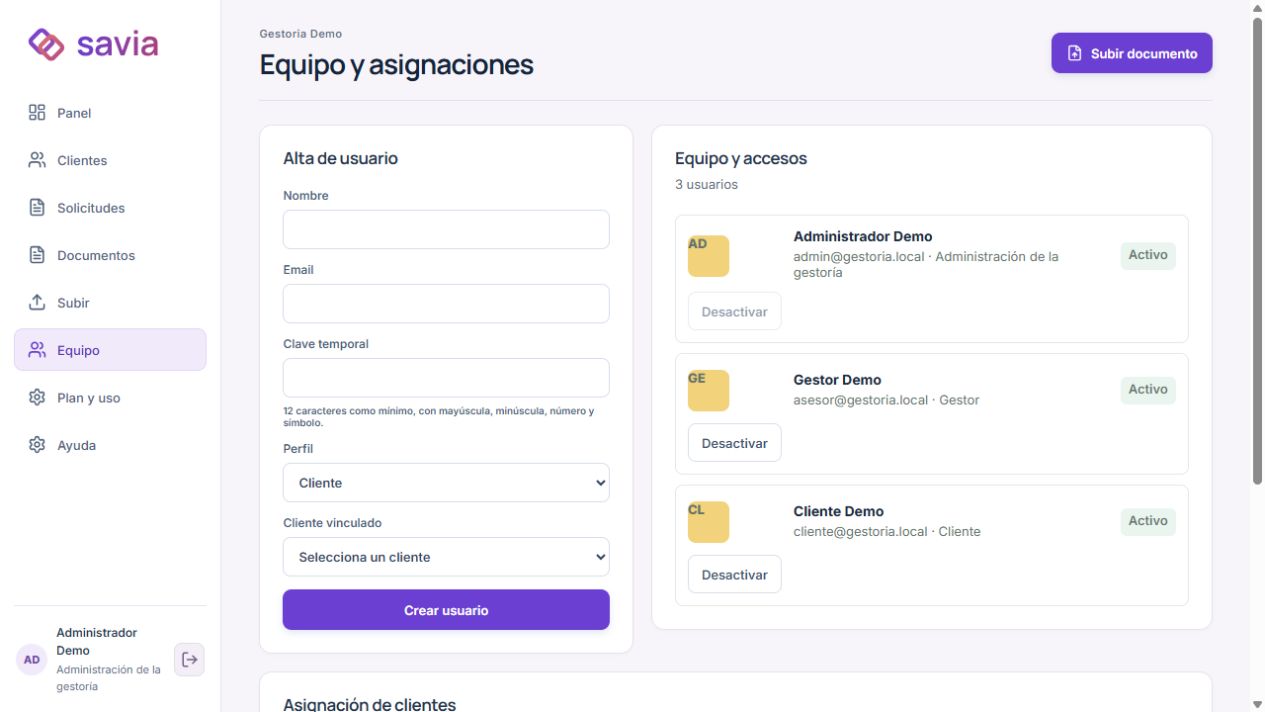 savia
Panel
Clientes
Solicitudes
Documentos
Subir
Equipo
Plan y uso
Ayuda
AD
Administrador
Demo
Administración de la
gestoría
Gestoria Demo
Equipo y asignaciones
Subir documento
Alta de usuario
Nombre
Email
Clave temporal
12 caracteres como mínimo, con mayúscula, minúscula, número y
símbolo.
Perfil
Cliente
Cliente vinculado
Selecciona un cliente
Crear usuario
Equipo y accesos
3 usuarios
AD
Administrador Demo
admin@gestoria.local · Administración de la
gestoría
Activo
Desactivar
GE
Gestor Demo
asesor@gestoria.local · Gestor
Activo
Desactivar
CL
Cliente Demo
cliente@gestoria.local · Cliente
Activo
Desactivar
Asignación de clientes